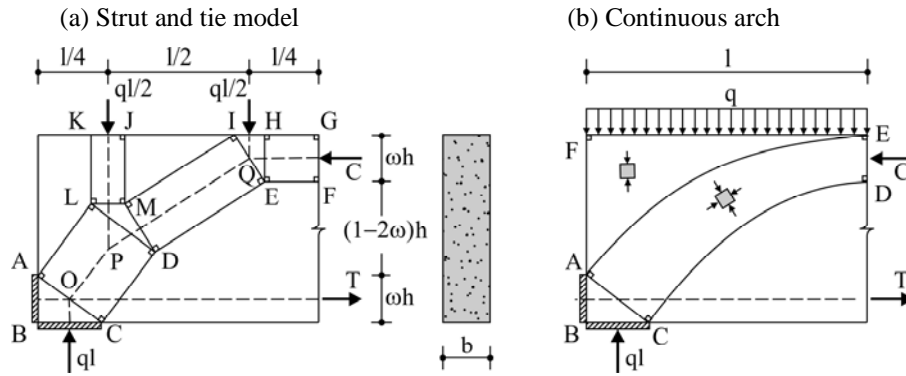 (a) Strut and tie model
(b) Continuous arch
l/4 l/2 l/4
l
ql/2 ql/2
q
K J I H G
F E
ωh
C
C
Q
L M E F
D
(1−2ω)h
A P D
A
O T
T
ωh
B C
B C
ql
b
ql